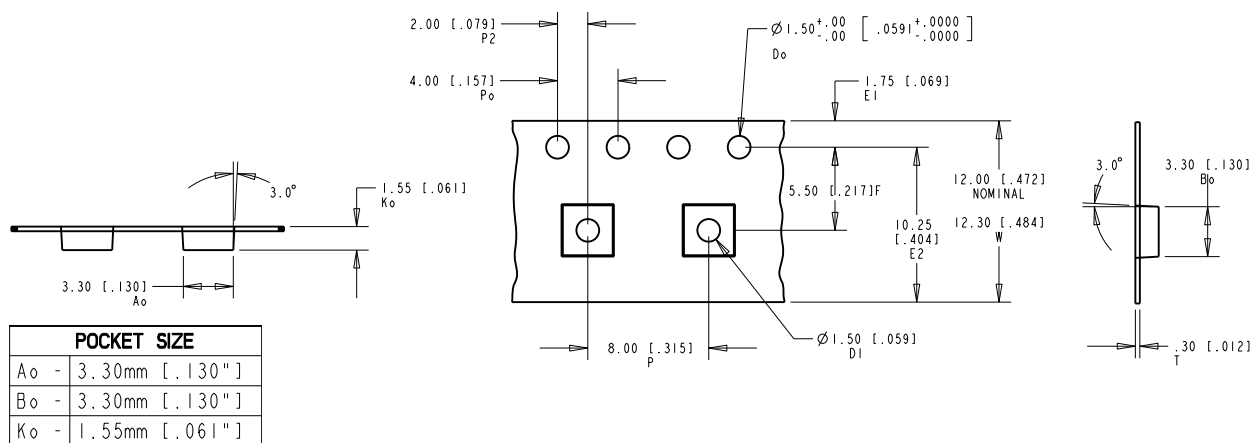 2.00 [.079]
P2
4.00 [.157]
Po
Ø1.50 +.00 -.00 [ .0591 +.0000 -.0000 ]
Do
1.75 [.069]
E1
3.0°
1.55 [.061]
Ko
3.30 [.130]
Ao
5.50 [.217]F
10.25
[.404]
E2
12.00 [.472]
NOMINAL
12.30 [.484]
W
3.0°
3.30 [.130]
Bo
8.00 [.315]
P
Ø1.50 [.059]
D1
.30 [.012]
T
POCKET SIZE
Ao - 3.30mm [.130"]
Bo - 3.30mm [.130"]
Ko - 1.55mm [.061"]